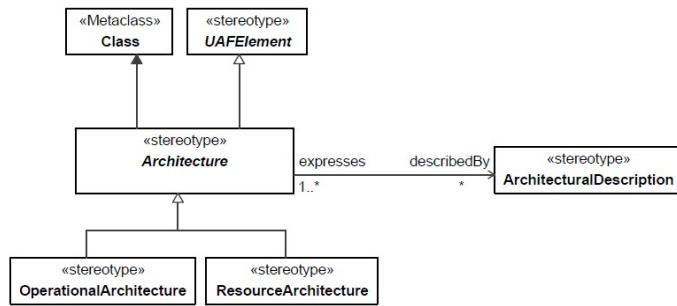 «Metaclass»
Class
«stereotype»
UAFElement
«stereotype»
Architecture
expresses
describedBy
1..*
*
«stereotype»
ArchitecturalDescription
«stereotype»
OperationalArchitecture
«stereotype»
ResourceArchitecture